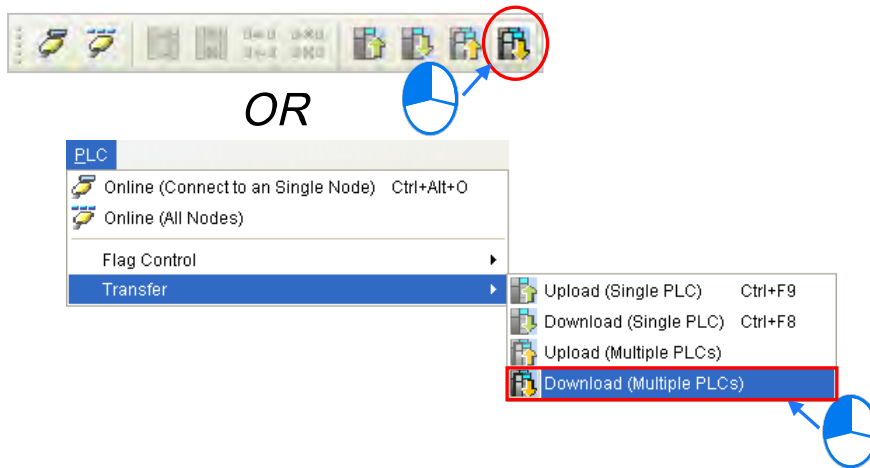 OR
PLC
Online (Connect to an Single Node) Ctrl+Alt+O
Online (All Nodes)
Flag Control
Transfer
Upload (Single PLC) Ctrl+F9
Download (Single PLC) Ctrl+F8
Upload (Multiple PLCs)
Download (Multiple PLCs)